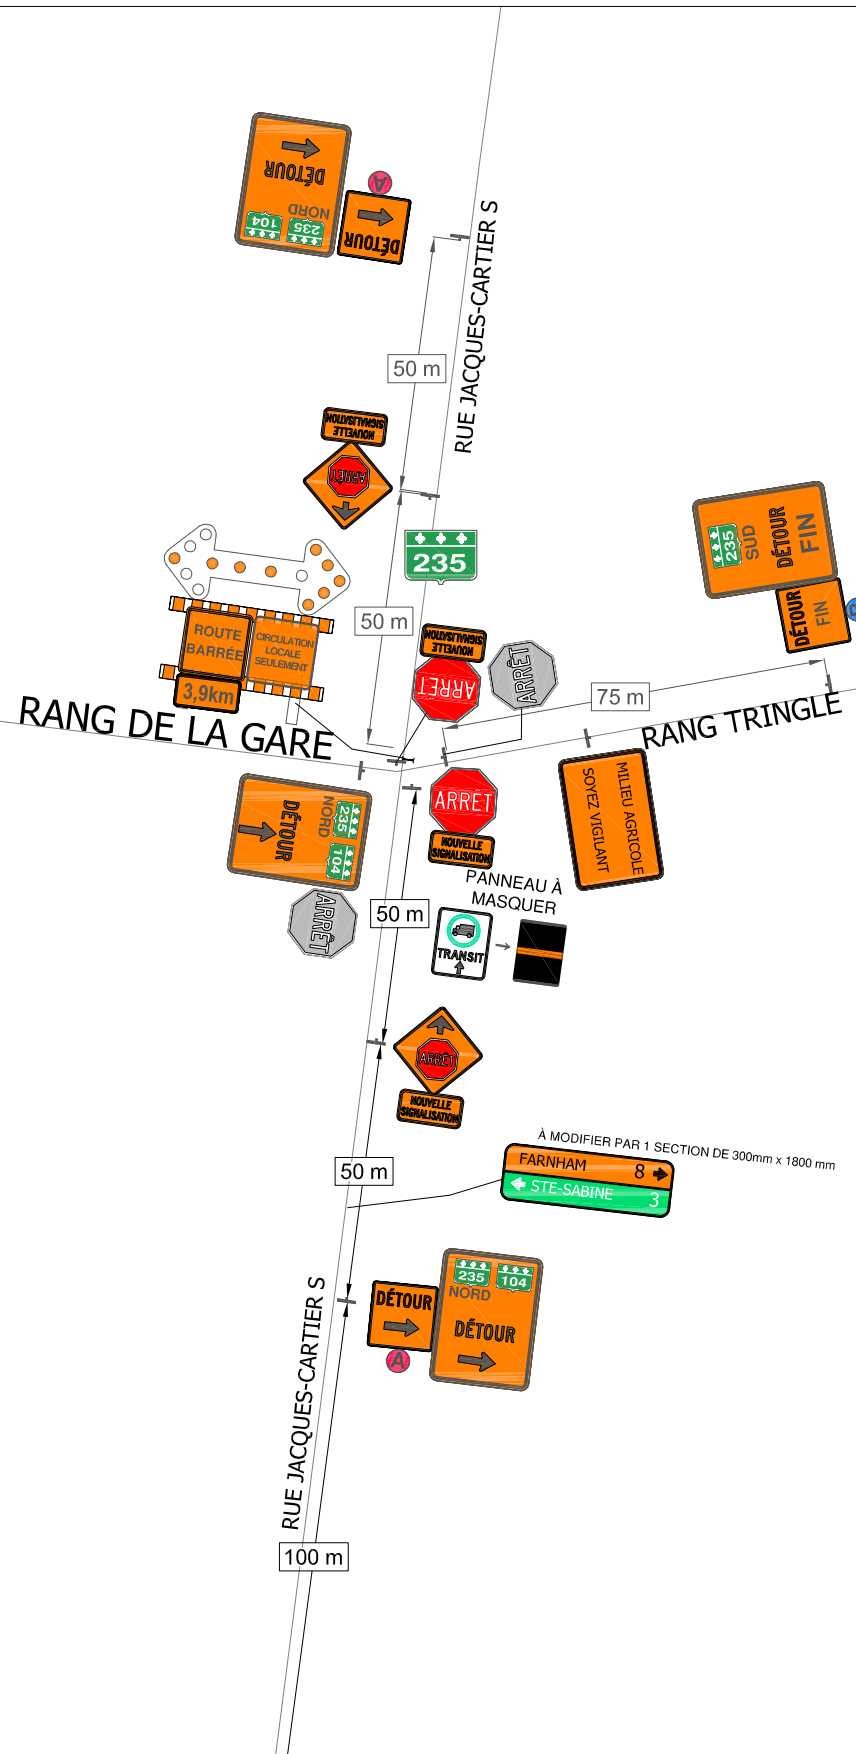 DÉTOUR
NORD
104
235
A
DÉTOUR
RUE JACQUES-CARTIER S
50 m
NOUVELLE
SIGNALISATION
ARRÊT
235
50 m
NOUVELLE
SIGNALISATION
ARRÊT
ARRÊT
235
SUD
DÉTOUR
FIN
DÉTOUR
FIN
ROUTE
BARRÉE
3,9km
CIRCULATION
LOCALE
SEULEMENT
75 m
RANG DE LA GARE
RANG TRINGLE
ARRÊT
NOUVELLE
SIGNALISATION
MILIEU AGRICOLE
SOYEZ VIGILANT
NORD
235
104
DÉTOUR
ARRÊT
50 m
PANNEAU À
MASQUER
TRANSIT
ARRÊT
NOUVELLE
SIGNALISATION
À MODIFIER PAR 1 SECTION DE 300mm x 1800 mm
FARNHAM 8
STE-SABINE 3
50 m
235 104
NORD
DÉTOUR
DÉTOUR
A
RUE JACQUES-CARTIER S
100 m